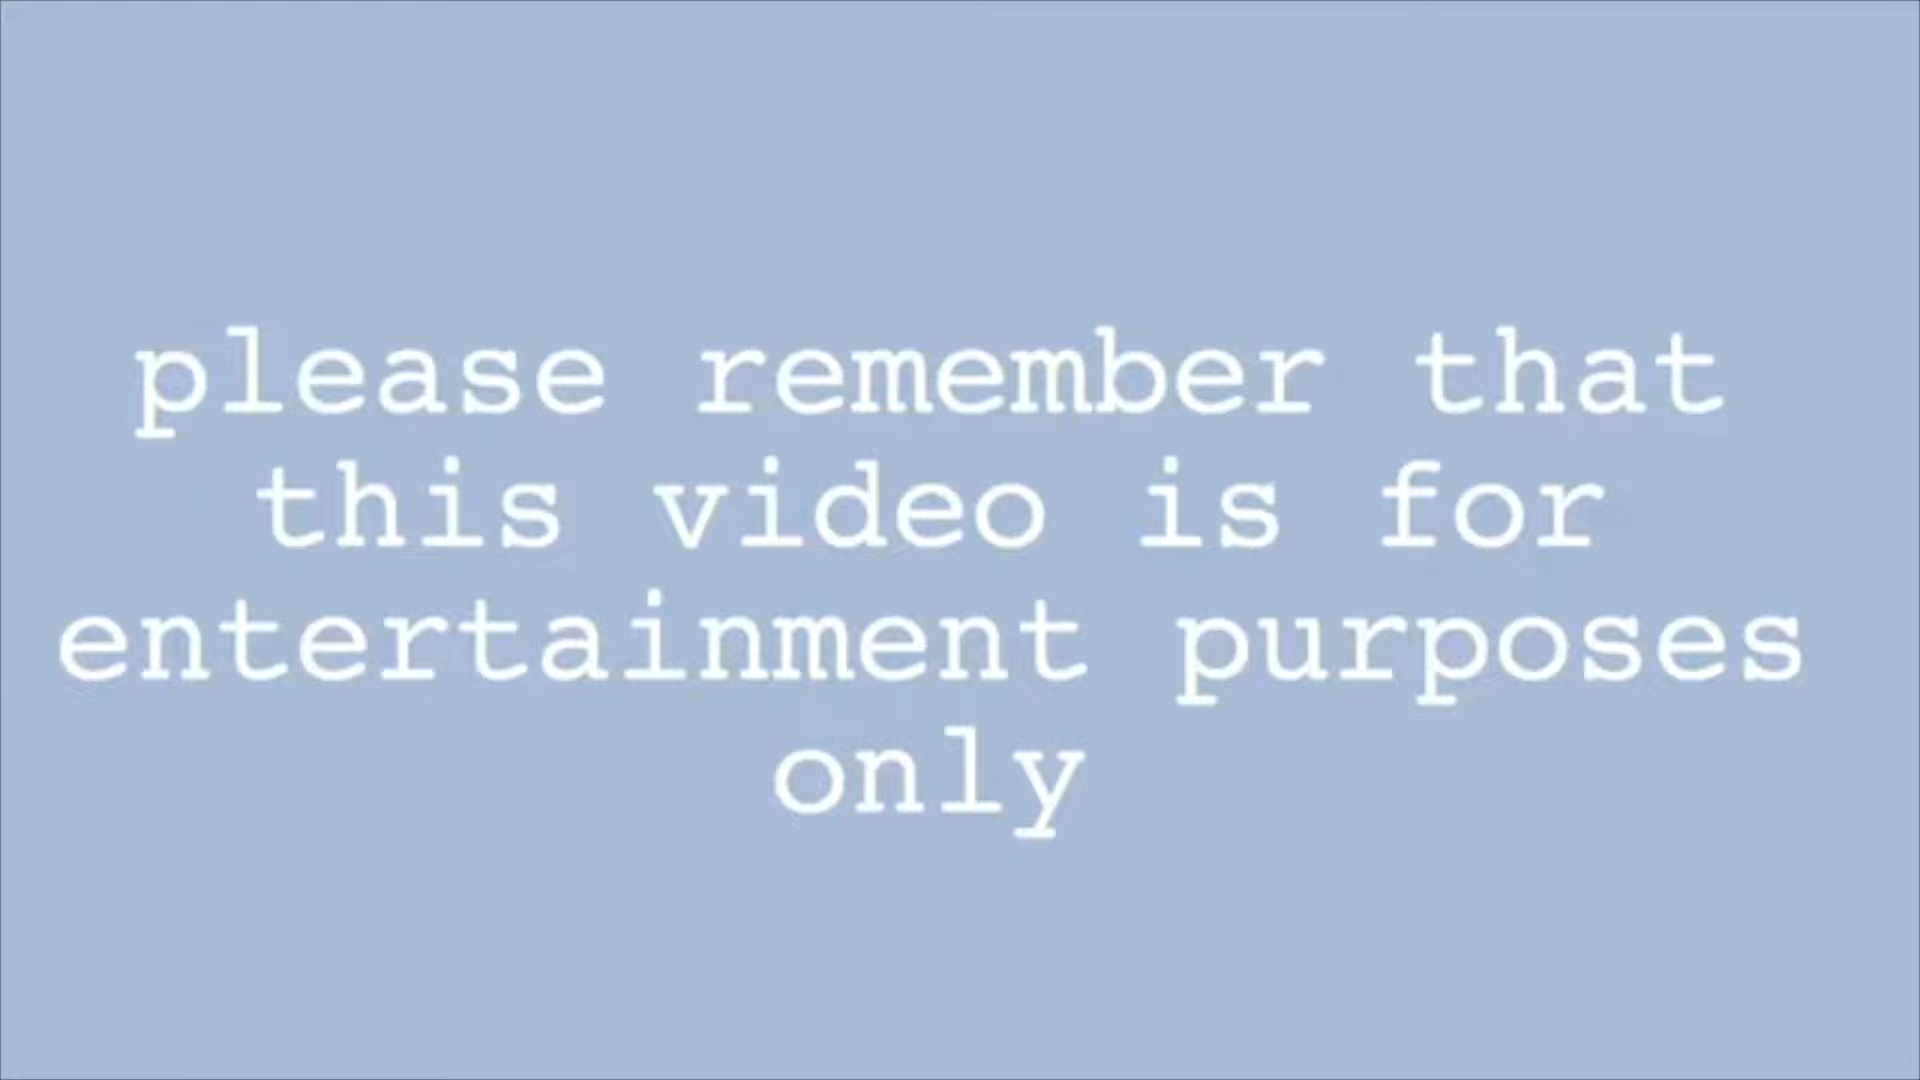 please remember that
this video is for
entertainment purposes
only